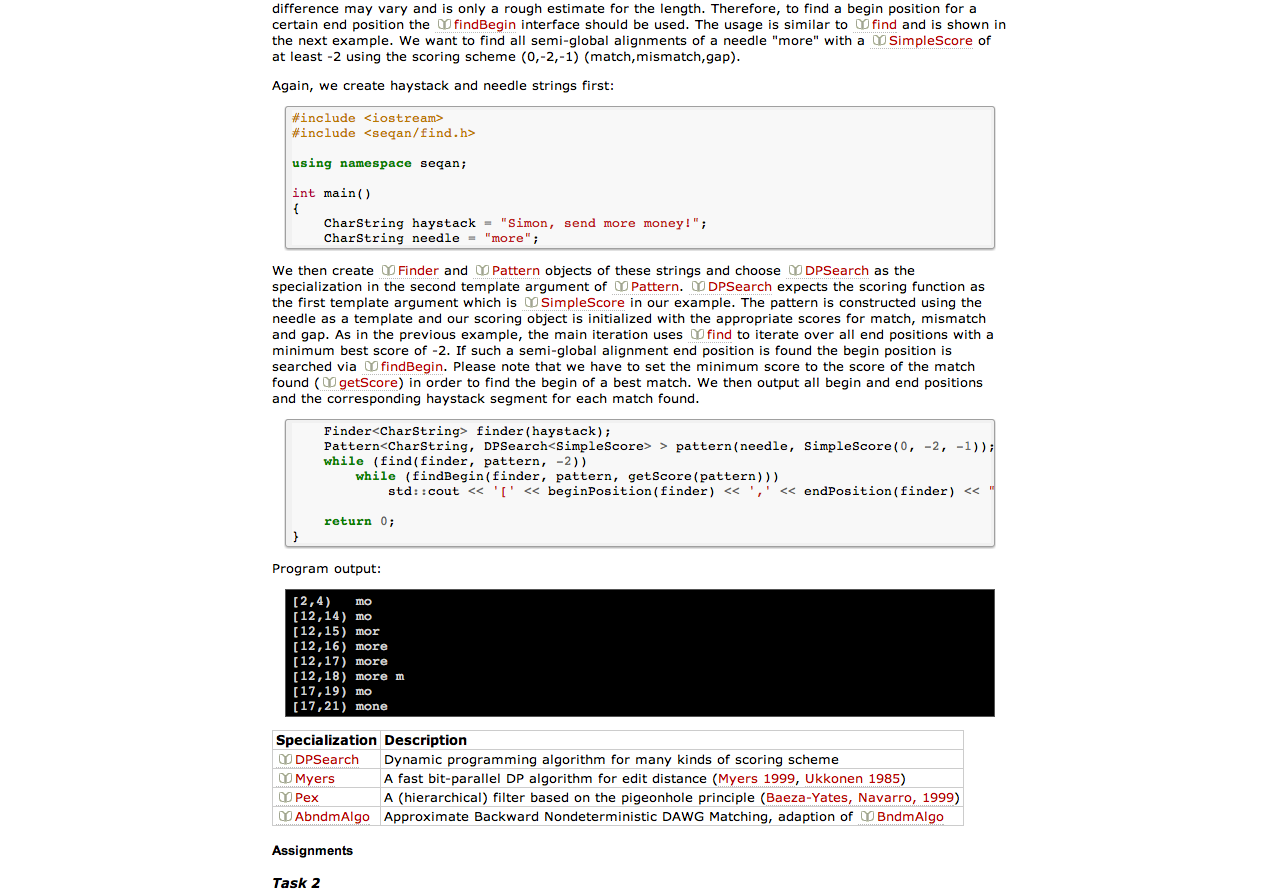 difference may vary and is only a rough estimate for the length. Therefore, to find a begin position for a
certain end position the findBegin interface should be used. The usage is similar to find and is shown in
the next example. We want to find all semi-global alignments of a needle "more" with a SimpleScore of
at least -2 using the scoring scheme (0,-2,-1) (match,mismatch,gap).
Again, we create haystack and needle strings first:
#include <iostream>
#include <seqan/find.h>
using namespace seqan;
int main()
{
    CharString haystack = "Simon, send more money!";
    CharString needle = "more";
We then create Finder and Pattern objects of these strings and choose DPSearch as the
specialization in the second template argument of Pattern. DPSearch expects the scoring function as
the first template argument which is SimpleScore in our example. The pattern is constructed using the
needle as a template and our scoring object is initialized with the appropriate scores for match, mismatch
and gap. As in the previous example, the main iteration uses find to iterate over all end positions with a
minimum best score of -2. If such a semi-global alignment end position is found the begin position is
searched via findBegin. Please note that we have to set the minimum score to the score of the match
found (getScore) in order to find the begin of a best match. We then output all begin and end positions
and the corresponding haystack segment for each match found.
    Finder<CharString> finder(haystack);
    Pattern<CharString, DPSearch<SimpleScore> > pattern(needle, SimpleScore(0, -2, -1));
    while (find(finder, pattern, -2))
        while (findBegin(finder, pattern, getScore(pattern)))
            std::cout << '[' << beginPosition(finder) << ',' << endPosition(finder) << "
    return 0;
}
Program output:
[2,4)   mo
[12,14) mo
[12,15) mor
[12,16) more
[12,17) more
[12,18) more m
[17,19) mo
[17,21) mone
Specialization Description
DPSearch Dynamic programming algorithm for many kinds of scoring scheme
Myers A fast bit-parallel DP algorithm for edit distance (Myers 1999, Ukkonen 1985)
Pex A (hierarchical) filter based on the pigeonhole principle (Baeza-Yates, Navarro, 1999)
AbndmAlgo Approximate Backward Nondeterministic DAWG Matching, adaption of BndmAlgo
Assignments
Task 2